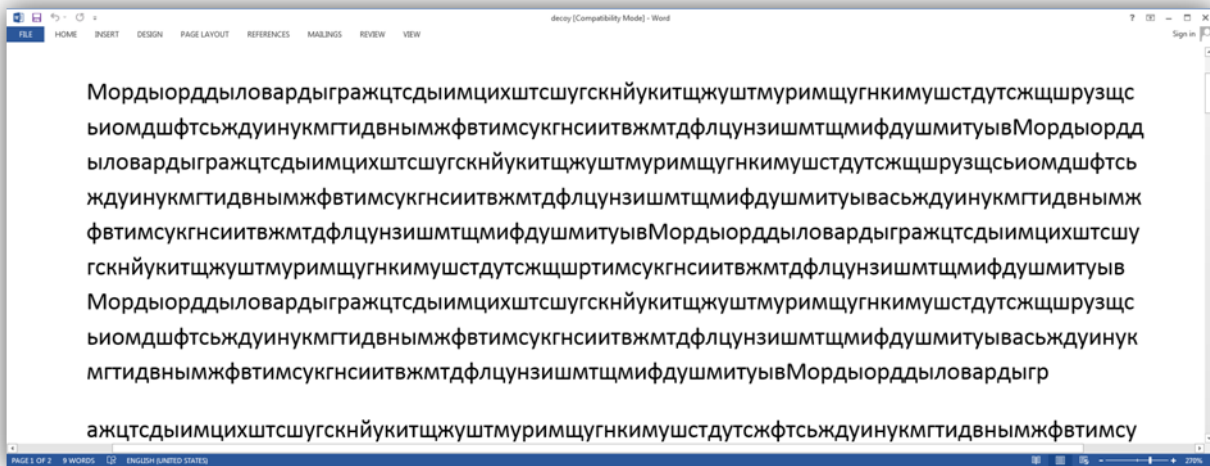 decoy [Compatibility Mode] - Word
FILE HOME INSERT DESIGN PAGE LAYOUT REFERENCES MAILINGS REVIEW VIEW Sign in
Мордыорддыловардыгражцтсдыимцихштсшугскнйукитщжуштмуримщугнкимушстдутсжщшрузщс
ьиомдшфтсьждуинукмгтидвнымжфвтимсукгнсиитвжмтдфлцунзишмтщмифдушмитуывМордыордд
ыловардыгражцтсдыимцихштсшугскнйукитщжуштмуримщугнкимушстдутсжщшрузщсьиомдшфтсь
ждуинукмгтидвнымжфвтимсукгнсиитвжмтдфлцунзишмтщмифдушмитуывасьждуинукмгтидвнымж
фвтимсукгнсиитвжмтдфлцунзишмтщмифдушмитуывМордыорддыловардыгражцтсдыимцихштсшу
гскнйукитщжуштмуримщугнкимушстдутсжщшртимсукгнсиитвжмтдфлцунзишмтщмифдушмитуыв
Мордыорддыловардыгражцтсдыимцихштсшугскнйукитщжуштмуримщугнкимушстдутсжщшрузщс
ьиомдшфтсьждуинукмгтидвнымжфвтимсукгнсиитвжмтдфлцунзишмтщмифдушмитуывасьждуинук
мгтидвнымжфвтимсукгнсиитвжмтдфлцунзишмтщмифдушмитуывМордыорддыловардыгр
ажцтсдыимцихштсшугскнйукитщжуштмуримщугнкимушстдутсжфтсьждуинукмгтидвнымжфвтимсу
PAGE 1 OF 2 9 WORDS ENGLISH (UNITED STATES) 270%